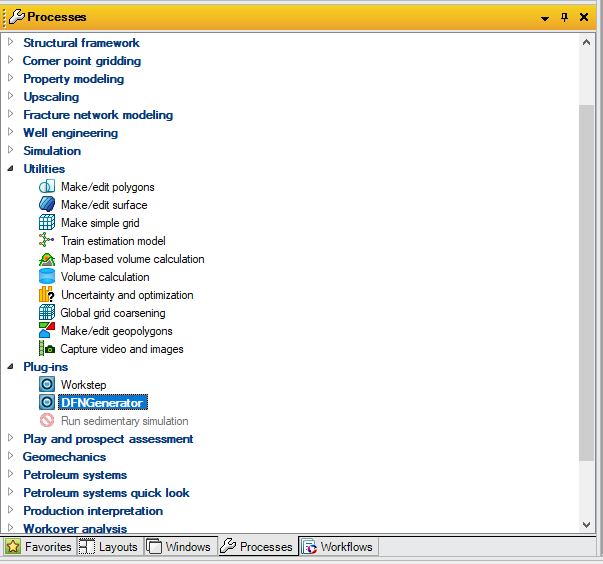 Processes
Structural framework
Corner point gridding
Property modeling
Upscaling
Fracture network modeling
Well engineering
Simulation
Utilities
Make/edit polygons
Make/edit surface
Make simple grid
Train estimation model
Map-based volume calculation
Volume calculation
Uncertainty and optimization
Global grid coarsening
Make/edit geopolygons
Capture video and images
Plug-ins
Workstep
DFNGenerator
Run sedimentary simulation
Play and prospect assessment
Geomechanics
Petroleum systems
Petroleum systems quick look
Production interpretation
Workover analysis
Favorites Layouts Windows Processes Workflows